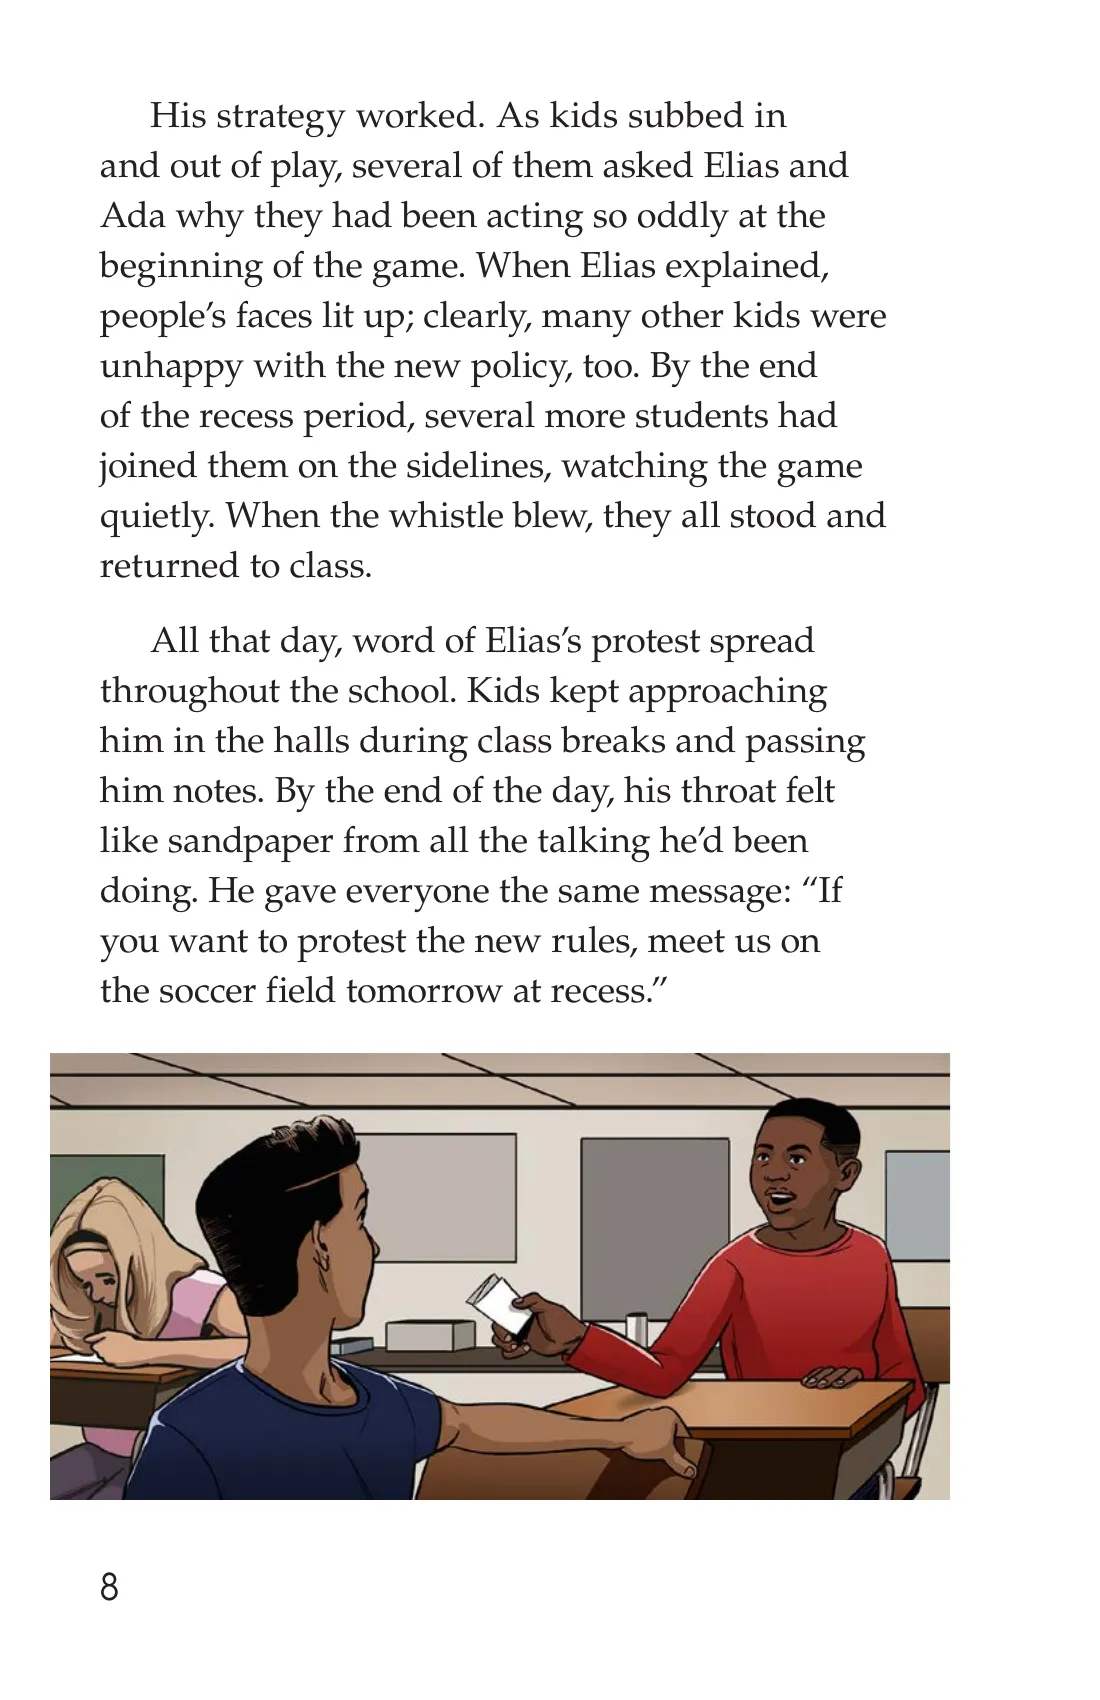 His strategy worked. As kids subbed in
and out of play, several of them asked Elias and
Ada why they had been acting so oddly at the
beginning of the game. When Elias explained,
people’s faces lit up; clearly, many other kids were
unhappy with the new policy, too. By the end
of the recess period, several more students had
joined them on the sidelines, watching the game
quietly. When the whistle blew, they all stood and
returned to class.
All that day, word of Elias’s protest spread
throughout the school. Kids kept approaching
him in the halls during class breaks and passing
him notes. By the end of the day, his throat felt
like sandpaper from all the talking he’d been
doing. He gave everyone the same message: “If
you want to protest the new rules, meet us on
the soccer field tomorrow at recess.”
8